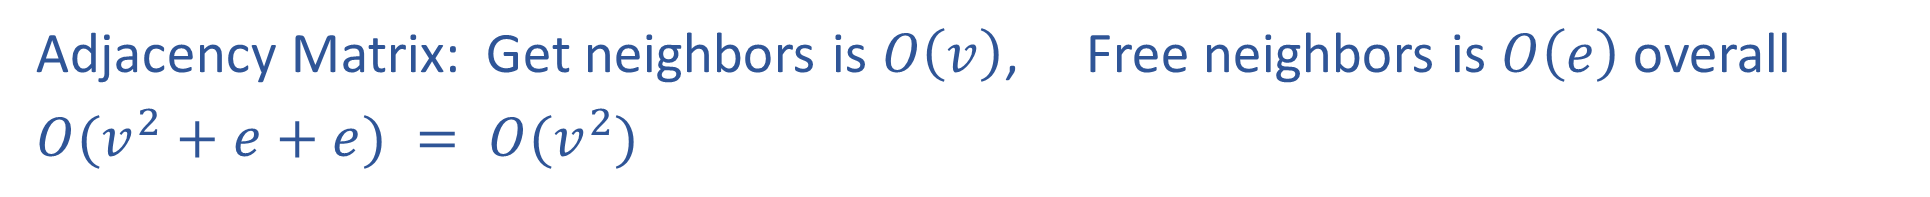 Adjacency Matrix: Get neighbors is O(v), Free neighbors is O(e) overall
O(v² + e + e) = O(v²)